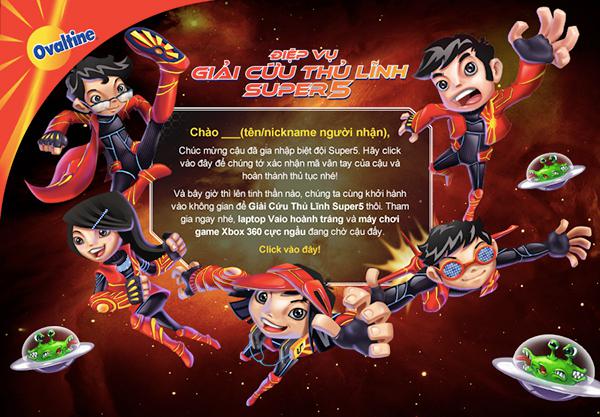 Ovaltine
ĐIỆP VỤ
GIẢI CỨU THỦ LĨNH
SUPER5
Chào ___(tên/nickname người nhận),
Chúc mừng cậu đã gia nhập biệt đội Super5. Hãy click
vào đây để chúng tớ xác nhận mã vân tay của cậu và
hoàn thành thủ tục nhé!
Và bây giờ thì lên tinh thần nào, chúng ta cùng khởi hành
vào không gian để Giải Cứu Thủ Lĩnh Super5 thôi. Tham
gia ngay nhé, laptop Vaio hoành tráng và máy chơi
game Xbox 360 cực ngầu đang chờ cậu đấy.
Click vào đây!